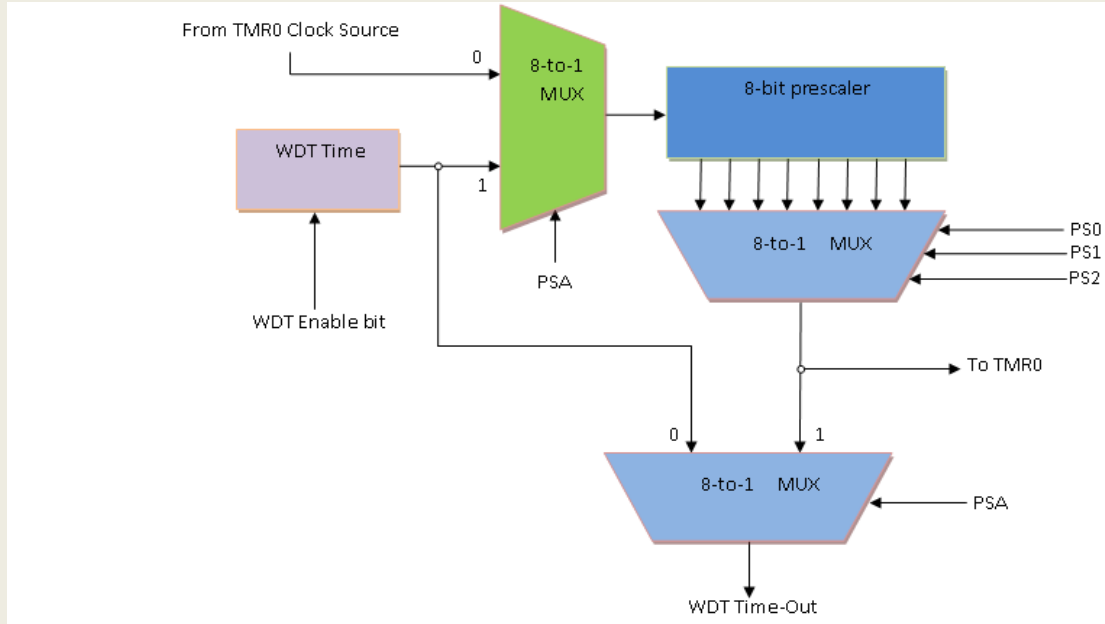 From TMR0 Clock Source
0
8-to-1
MUX
8-bit prescaler
WDT Time
1
PSA
WDT Enable bit
8-to-1 MUX
PS0
PS1
PS2
To TMR0
0
1
8-to-1 MUX
PSA
WDT Time-Out